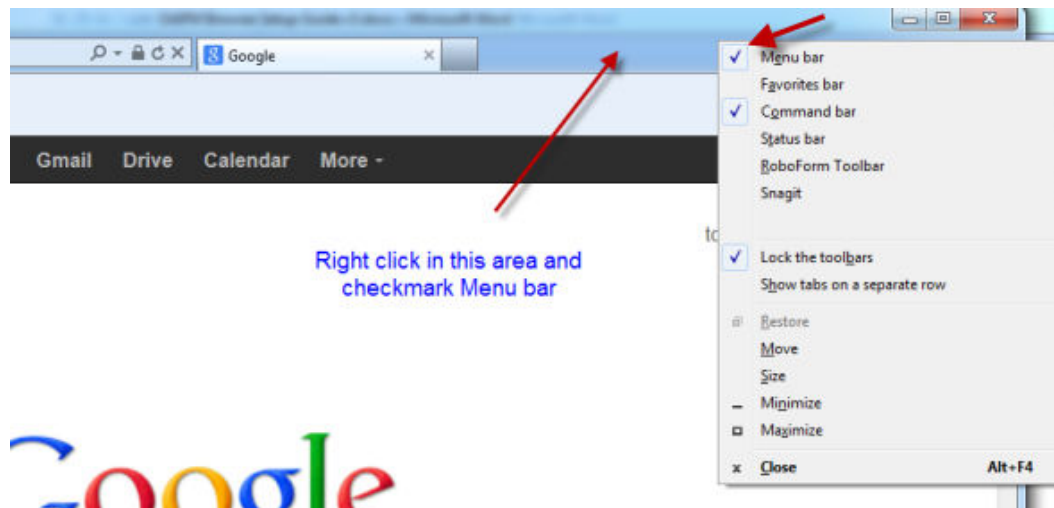 Google
Gmail Drive Calendar More
Right click in this area and
checkmark Menu bar
Menu bar
Favorites bar
Command bar
Status bar
RoboForm Toolbar
Snagit
Lock the toolbars
Show tabs on a separate row
Restore
Move
Size
Minimize
Maximize
Close Alt+F4
Google